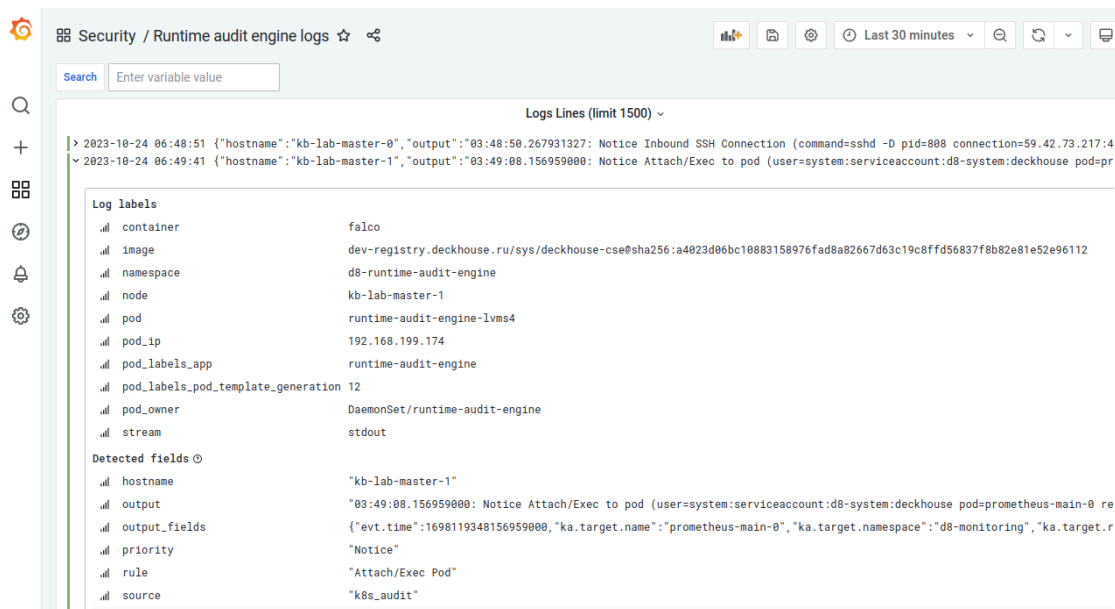 Security / Runtime audit engine logs
Last 30 minutes
Search Enter variable value
Logs Lines (limit 1500)
2023-10-24 06:48:51 {"hostname":"kb-lab-master-0","output":"03:48:50.267931327: Notice Inbound SSH Connection (command=sshd -D pid=808 connection=59.42.73.217:4
2023-10-24 06:49:41 {"hostname":"kb-lab-master-1","output":"03:49:08.156959000: Notice Attach/Exec to pod (user=system:serviceaccount:d8-system:deckhouse pod=pr
Log labels
container falco
image dev-registry.deckhouse.ru/sys/deckhouse-cse@sha256:a4023d06bc10883158976fad8a82667d63c19c8ffd56837f8b82e81e52e96112
namespace d8-runtime-audit-engine
node kb-lab-master-1
pod runtime-audit-engine-lvms4
pod_ip 192.168.199.174
pod_labels_app runtime-audit-engine
pod_labels_pod_template_generation 12
pod_owner DaemonSet/runtime-audit-engine
stream stdout
Detected fields
hostname "kb-lab-master-1"
output "03:49:08.156959000: Notice Attach/Exec to pod (user=system:serviceaccount:d8-system:deckhouse pod=prometheus-main-0 re
output_fields {"evt.time":1698119348156959000,"ka.target.name":"prometheus-main-0","ka.target.namespace":"d8-monitoring","ka.target.r
priority "Notice"
rule "Attach/Exec Pod"
source "k8s_audit"